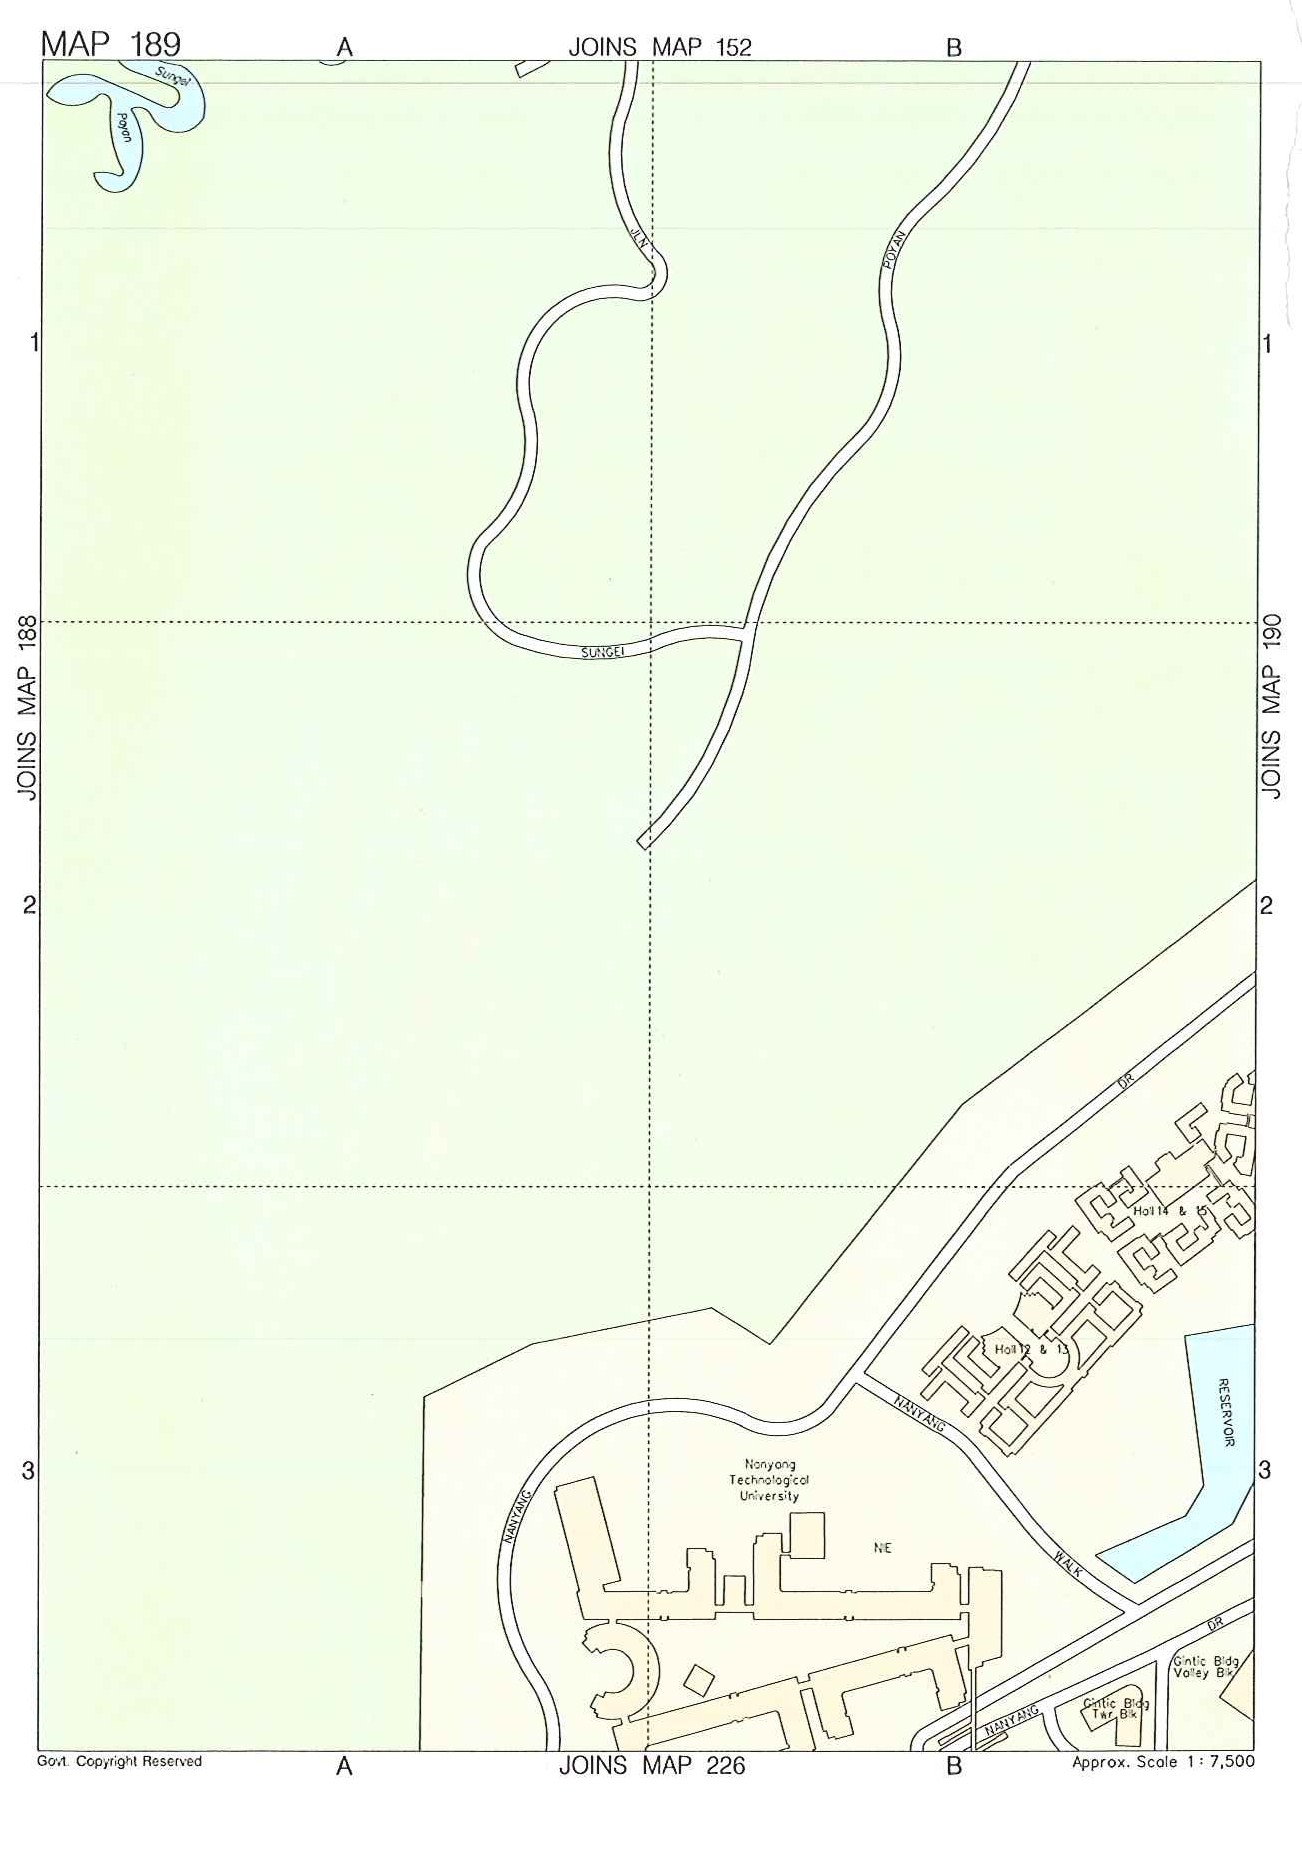 MAP 189
A
JOINS MAP 152
B
Sungei
Poyan
JLN
POYAN
1
1
JOINS MAP 188
JOINS MAP 190
SUNGEI
2
2
DR
Hall 14 & 15
Hall 12 & 13
RESERVOIR
NANYANG
3
3
Nanyang
Technological
University
NANYANG
NIE
WALK
DR
Gintic Bldg
Valley Blk
Gintic Bldg
Twr Blk
NANYANG
Govt. Copyright Reserved
A
JOINS MAP 226
B
Approx. Scale 1 : 7,500